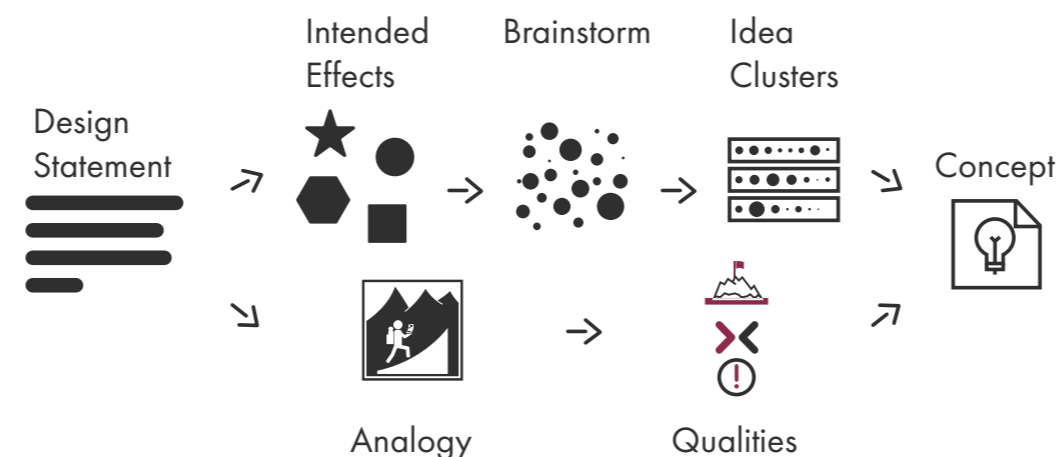 Design
Statement
Intended
Effects
Brainstorm
Idea
Clusters
Concept
Analogy
Qualities